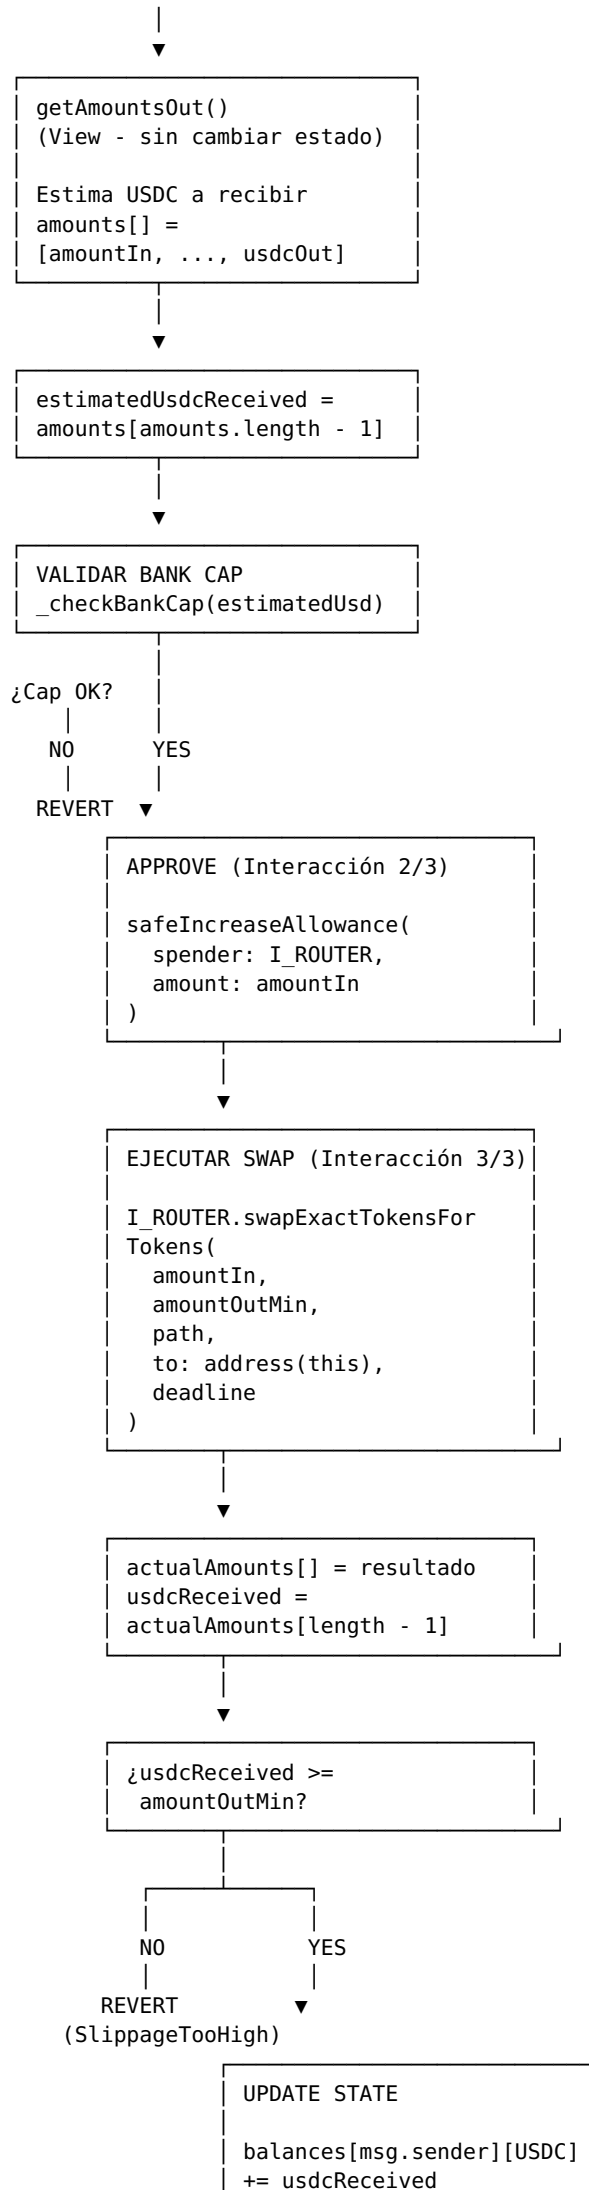 getAmountsOut()
(View - sin cambiar estado)
Estima USDC a recibir
amounts[] =
[amountIn, ..., usdcOut]
estimatedUsdcReceived =
amounts[amounts.length - 1]
VALIDAR BANK CAP
_checkBankCap(estimatedUsd)
¿Cap OK?
NO YES
REVERT
APPROVE (Interacción 2/3)
safeIncreaseAllowance(
spender: I_ROUTER,
amount: amountIn
)
EJECUTAR SWAP (Interacción 3/3)
I_ROUTER.swapExactTokensFor
Tokens(
amountIn,
amountOutMin,
path,
to: address(this),
deadline
)
actualAmounts[] = resultado
usdcReceived =
actualAmounts[length - 1]
¿usdcReceived >=
amountOutMin?
NO YES
REVERT
(SlippageTooHigh)
UPDATE STATE
balances[msg.sender][USDC]
+= usdcReceived